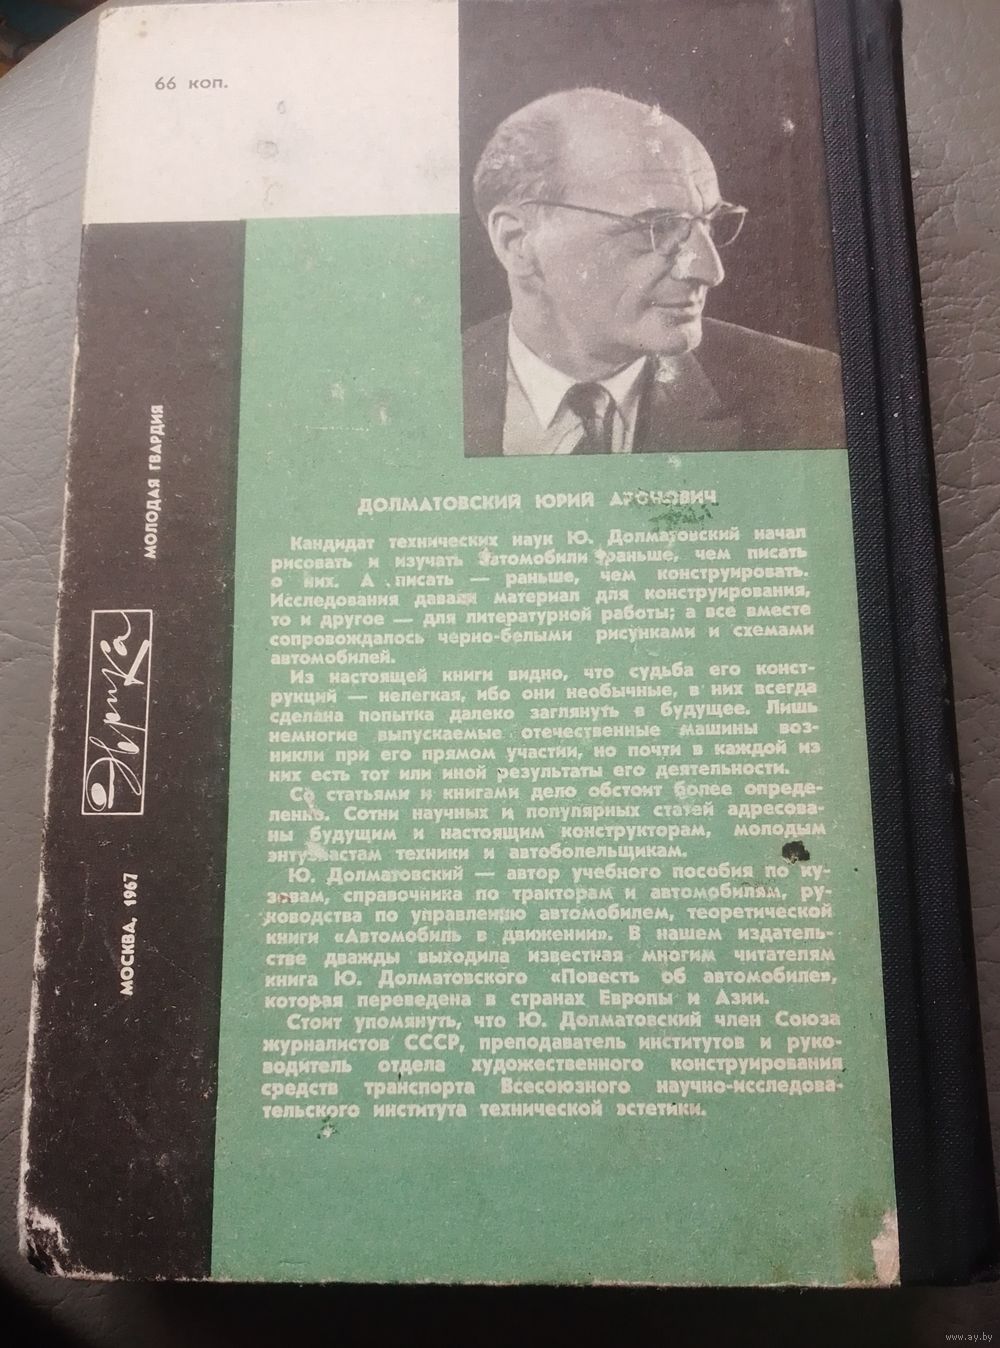 66 коп.
МОЛОДАЯ ГВАРДИЯ
Эврика
МОСКВА, 1967
ДОЛМАТОВСКИЙ ЮРИЙ АРОНОВИЧ
Кандидат технических наук Ю. Долматовский начал
рисовать и изучать автомобили раньше, чем писать
о них. А писать — раньше, чем конструировать.
Исследования давали материал для конструирования,
то и другое — для литературной работы; а все вместе
сопровождалось черно-белыми рисунками и схемами
автомобилей.
Из настоящей книги видно, что судьба его конст-
рукций — нелегкая, ибо они необычные, в них всегда
сделана попытка далеко заглянуть в будущее. Лишь
немногие выпускаемые отечественные машины воз-
никли при его прямом участии, но почти в каждой из
них есть тот или иной результаты его деятельности.
Со статьями и книгами дело обстоит более опреде-
ленно. Сотни научных и популярных статей адресова-
ны будущим и настоящим конструкторам, молодым
энтузиастам техники и автоболельщикам.
Ю. Долматовский — автор учебного пособия по ку-
зовам, справочника по тракторам и автомобилям, ру-
ководства по управлению автомобилем, теоретической
книги «Автомобиль в движении». В нашем издатель-
стве дважды выходила известная многим читателям
книга Ю. Долматовского «Повесть об автомобиле»,
которая переведена в странах Европы и Азии.
Стоит упомянуть, что Ю. Долматовский член Союза
журналистов СССР, преподаватель институтов и руко-
водитель отдела художественного конструирования
средств транспорта Всесоюзного научно-исследова-
тельского института технической эстетики.
www.ay.by